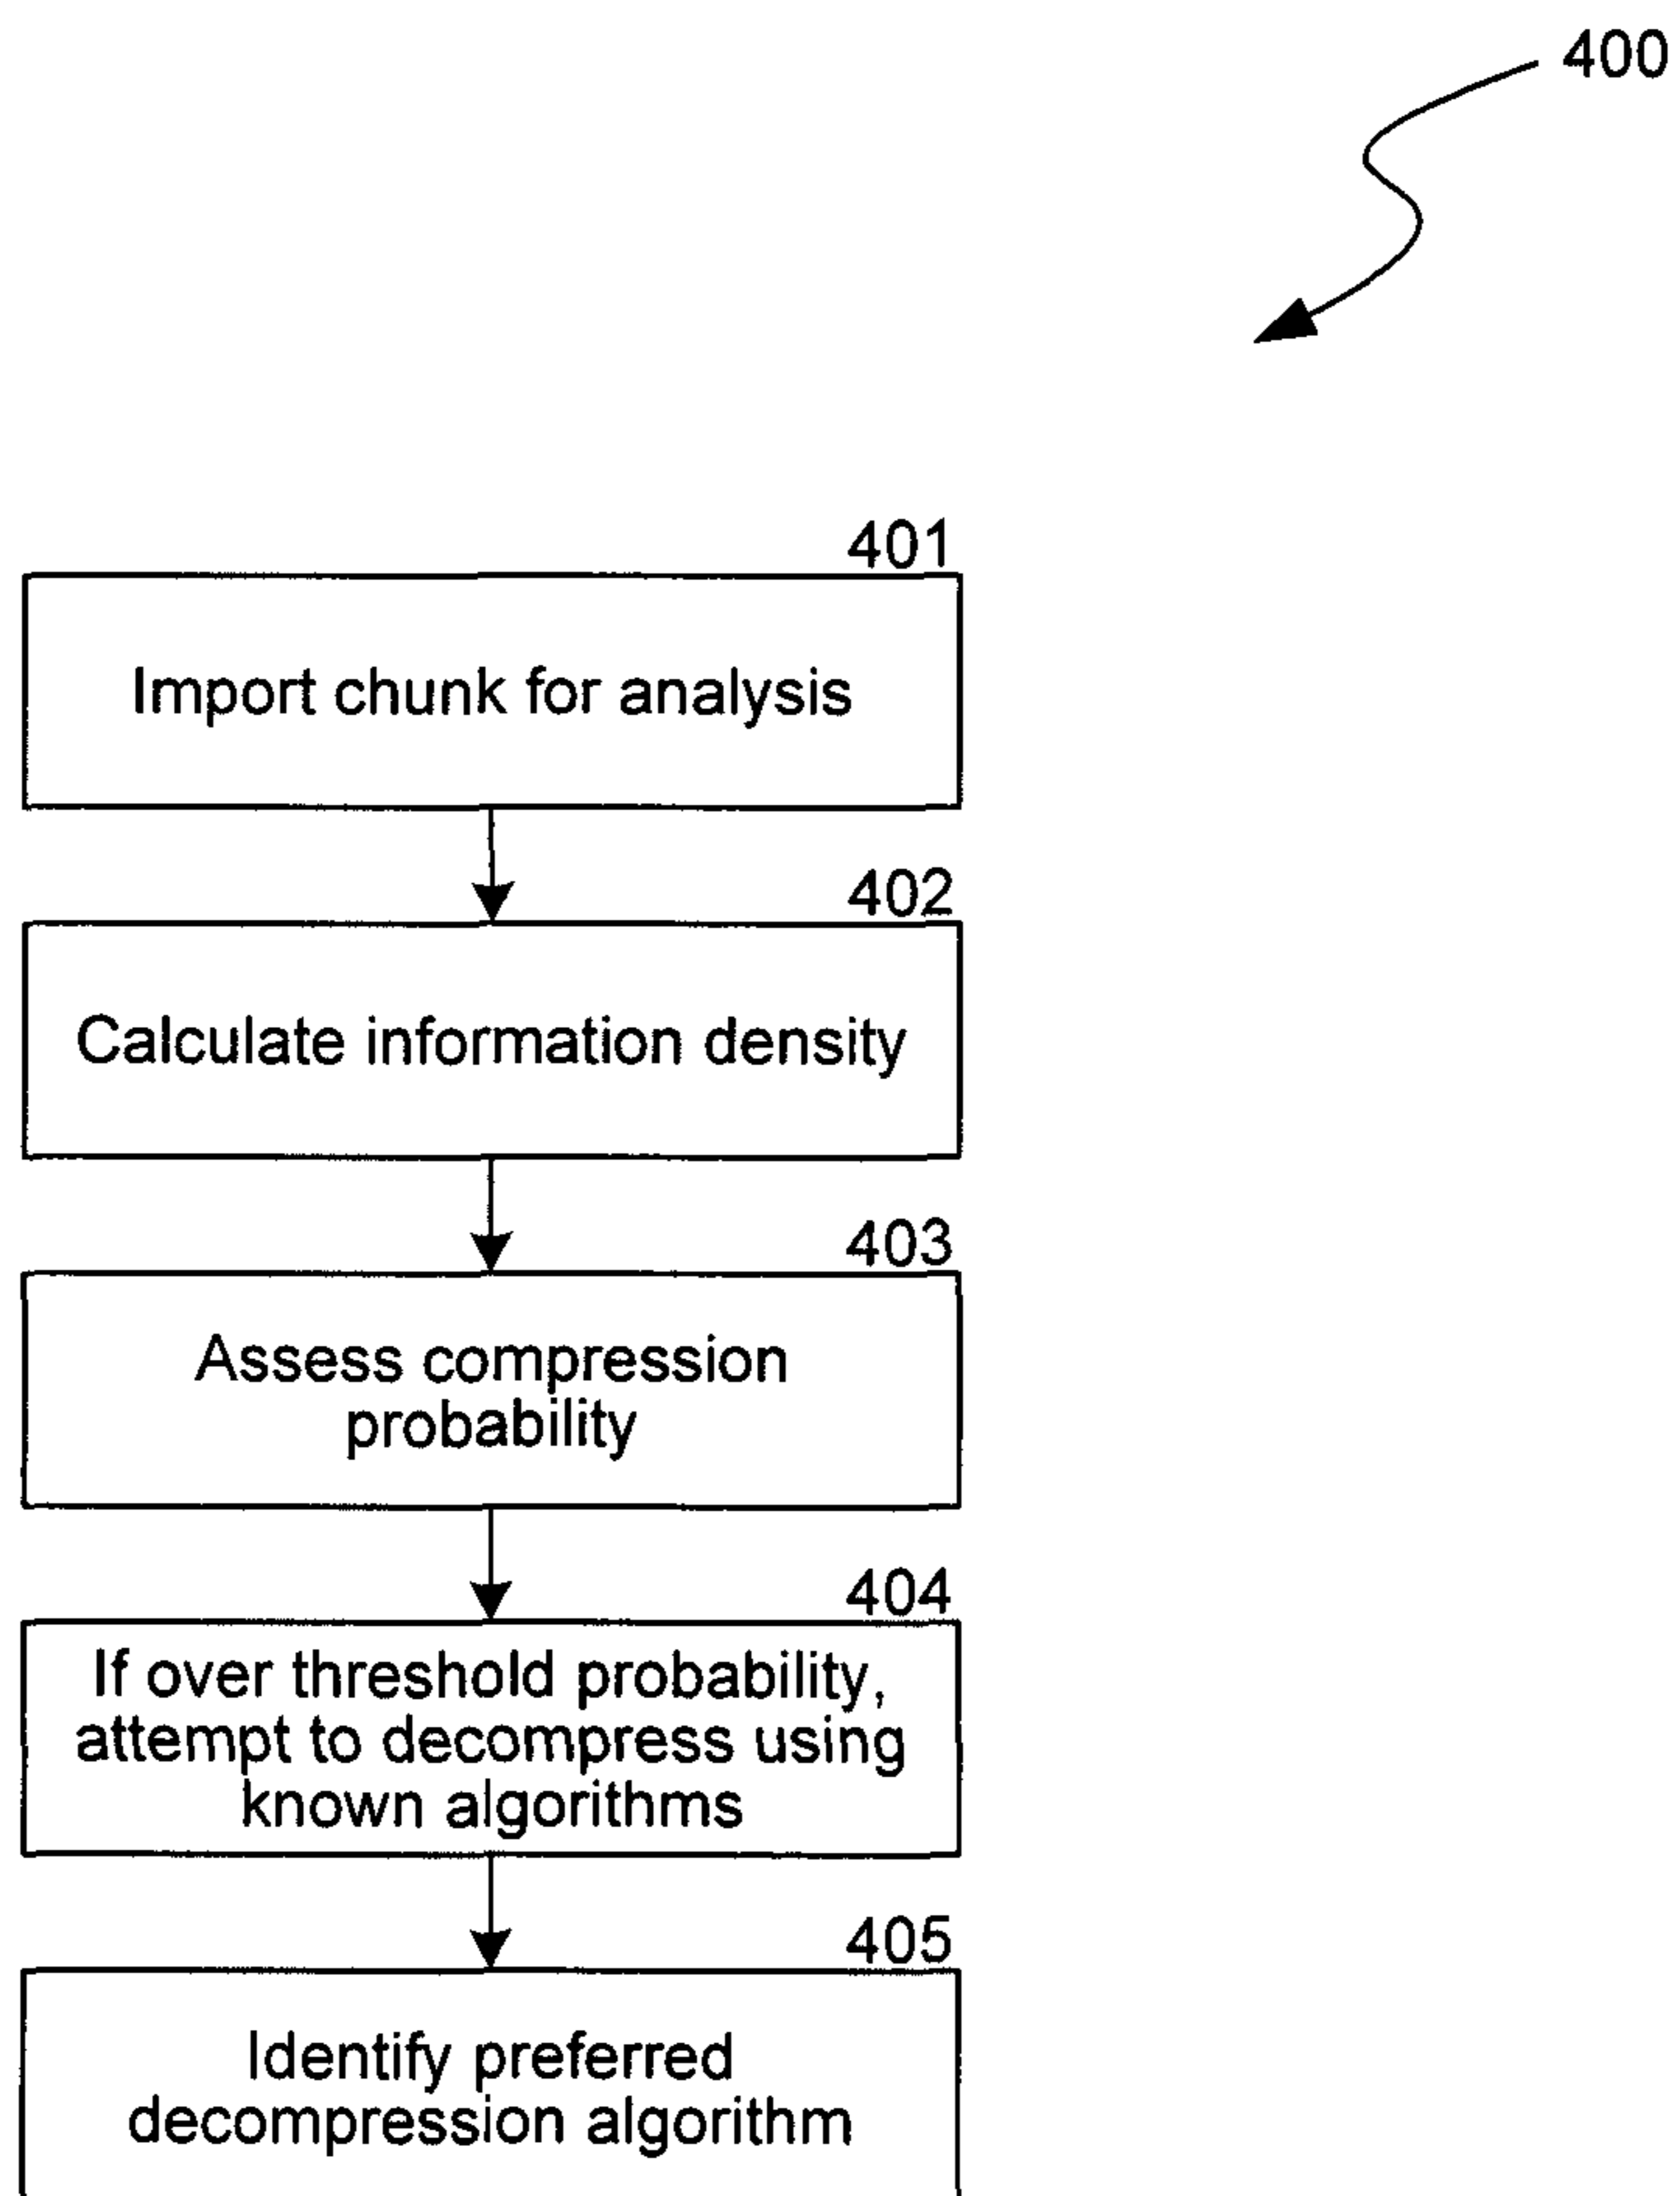 400
401
Import chunk for analysis
402
Calculate information density
403
Assess compression
probability
404
If over threshold probability,
attempt to decompress using
known algorithms
405
Identify preferred
decompression algorithm